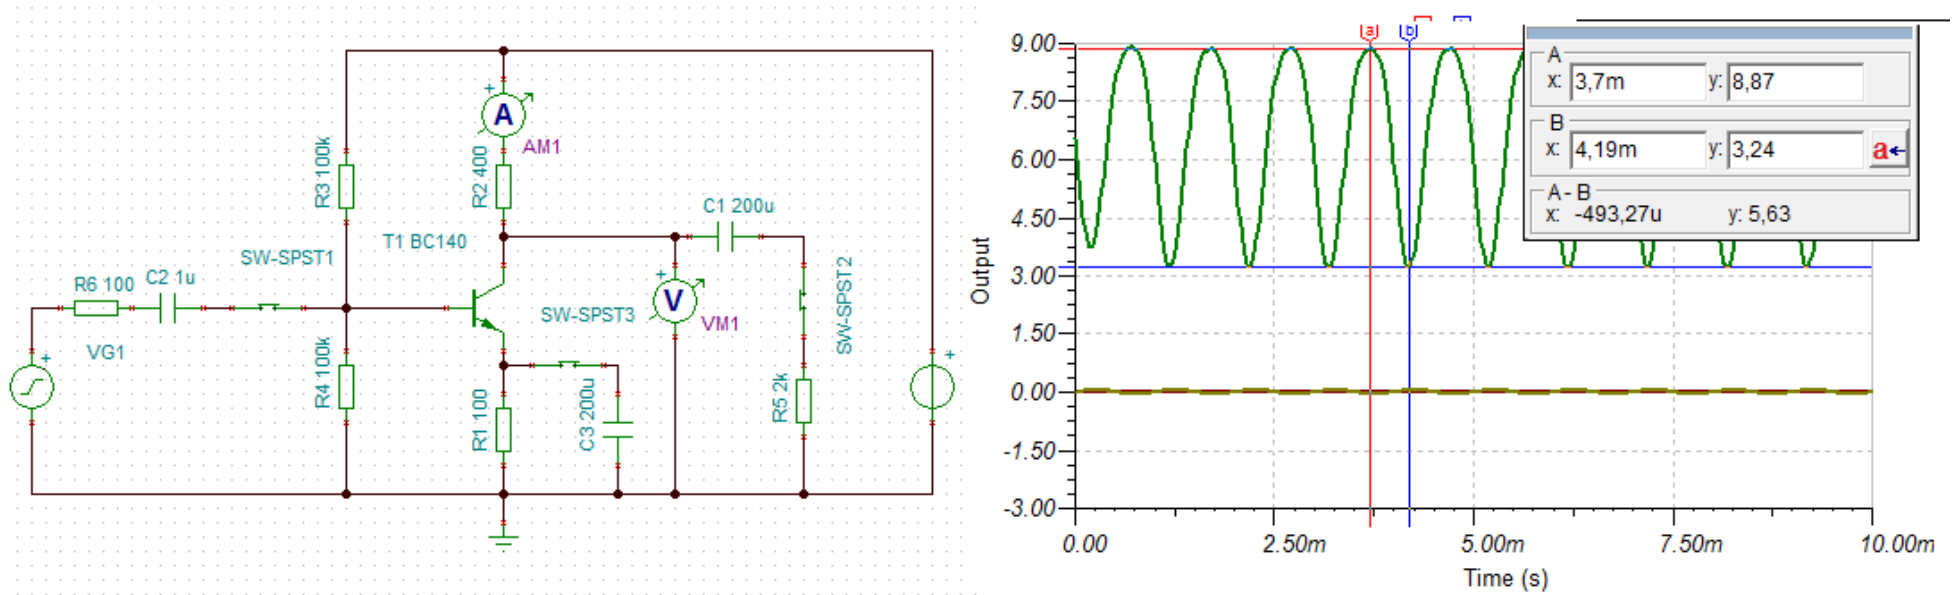 A
AM1
R3 100k
R2 400
C1 200u
T1 BC140
SW-SPST1
R6 100
C2 1u
SW-SPST3
+
V
VM1
SW-SPST2
VG1
+
+
+
R4 100k
R1 100
C3 200u
R5 2k
a
b
9.00
7.50
6.00
4.50
3.00
1.50
0.00
-1.50
-3.00
Output
0.00
2.50m
5.00m
7.50m
10.00m
Time (s)
A
x: 3,7m y: 8,87
B
x: 4,19m y: 3,24
a←
A - B
x: -493,27u y: 5,63